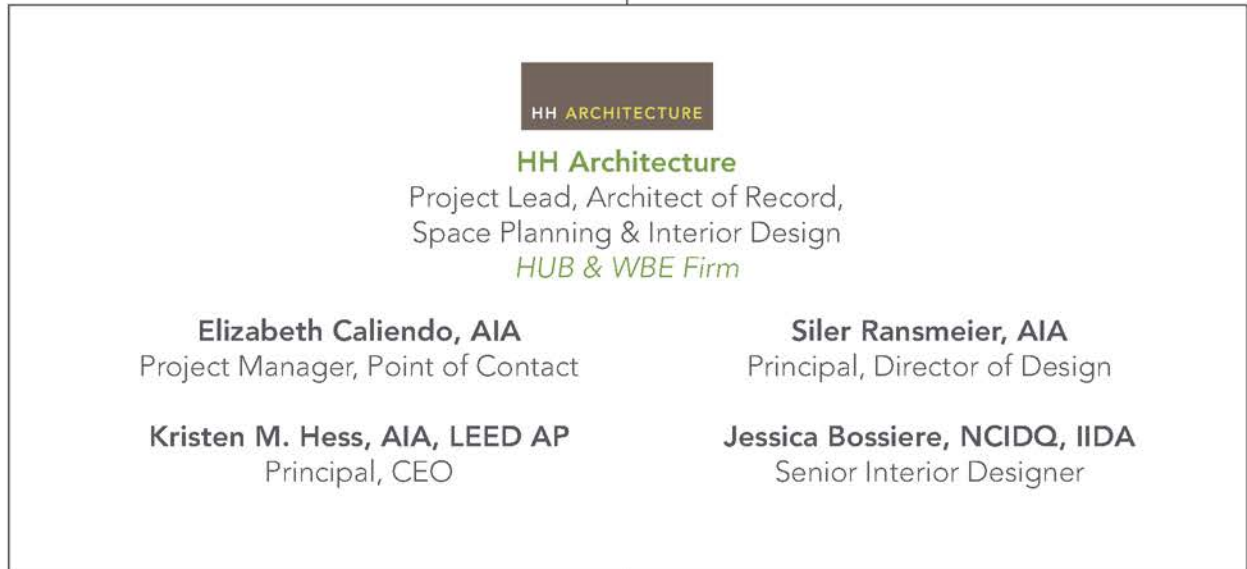 HH ARCHITECTURE
HH Architecture
Project Lead, Architect of Record,
Space Planning & Interior Design
HUB & WBE Firm
Elizabeth Caliendo, AIA
Project Manager, Point of Contact
Siler Ransmeier, AIA
Principal, Director of Design
Kristen M. Hess, AIA, LEED AP
Principal, CEO
Jessica Bossiere, NCIDQ, IIDA
Senior Interior Designer